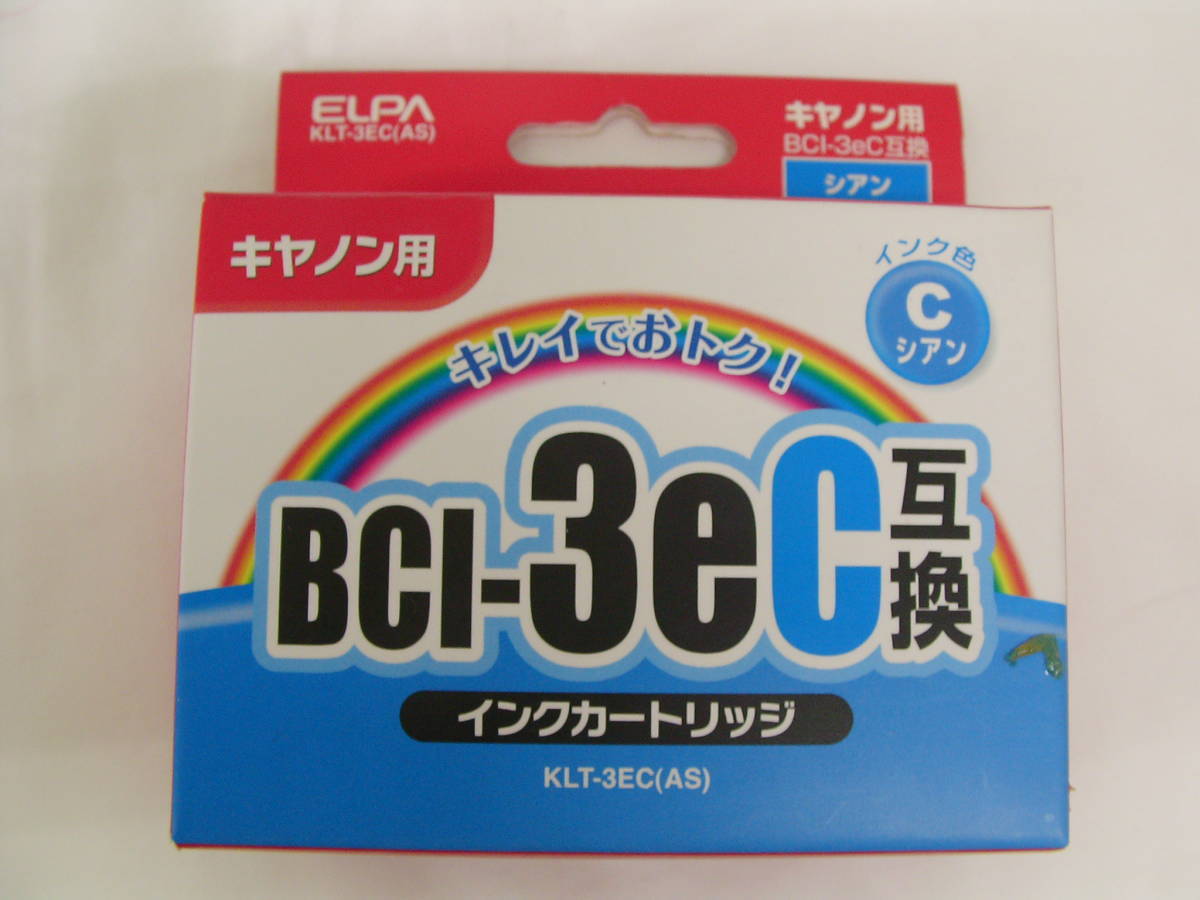 ELPA
KLT-3EC(AS)
キヤノン用
BCI-3eC互換
シアン
キヤノン用
インク色
C
シアン
キレイでおトク!
BCI-3eC互換
インクカートリッジ
KLT-3EC(AS)